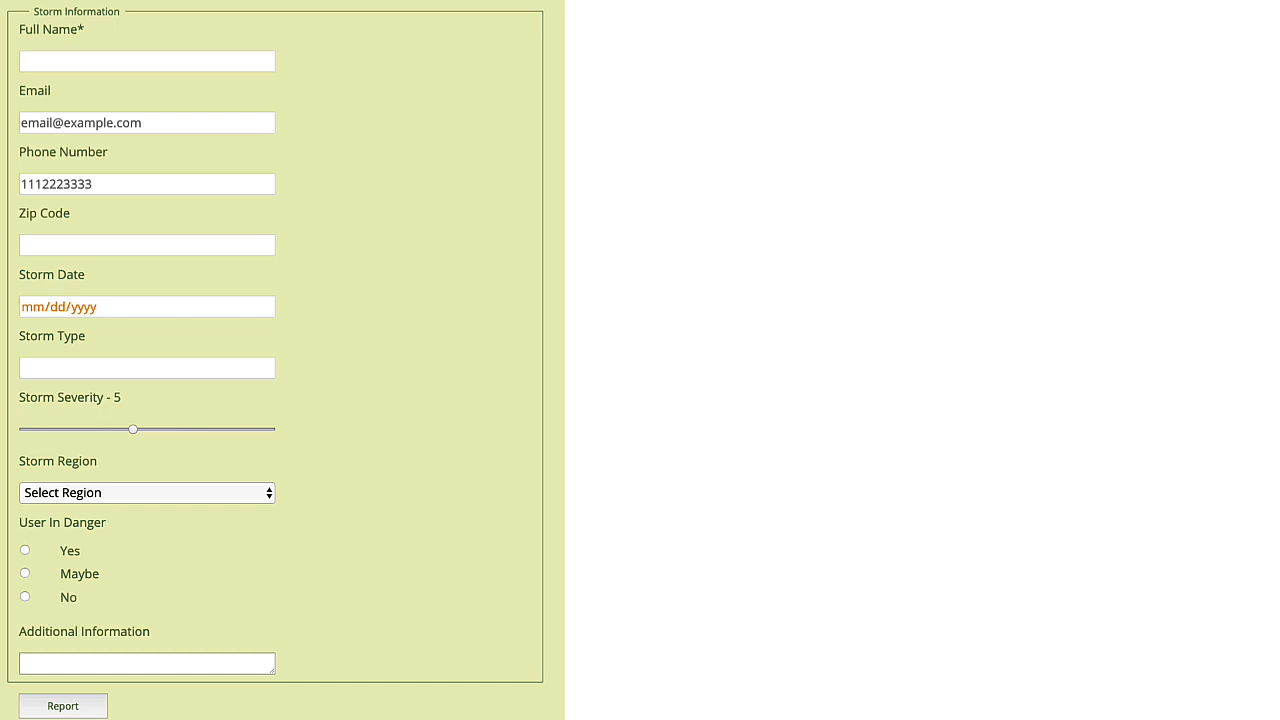 Storm Information
Full Name*
Email
email@example.com
Phone Number
1112223333
Zip Code
Storm Date
mm/dd/yyyy
Storm Type
Storm Severity - 5
Storm Region
Select Region
User In Danger
Yes
Maybe
No
Additional Information
Report